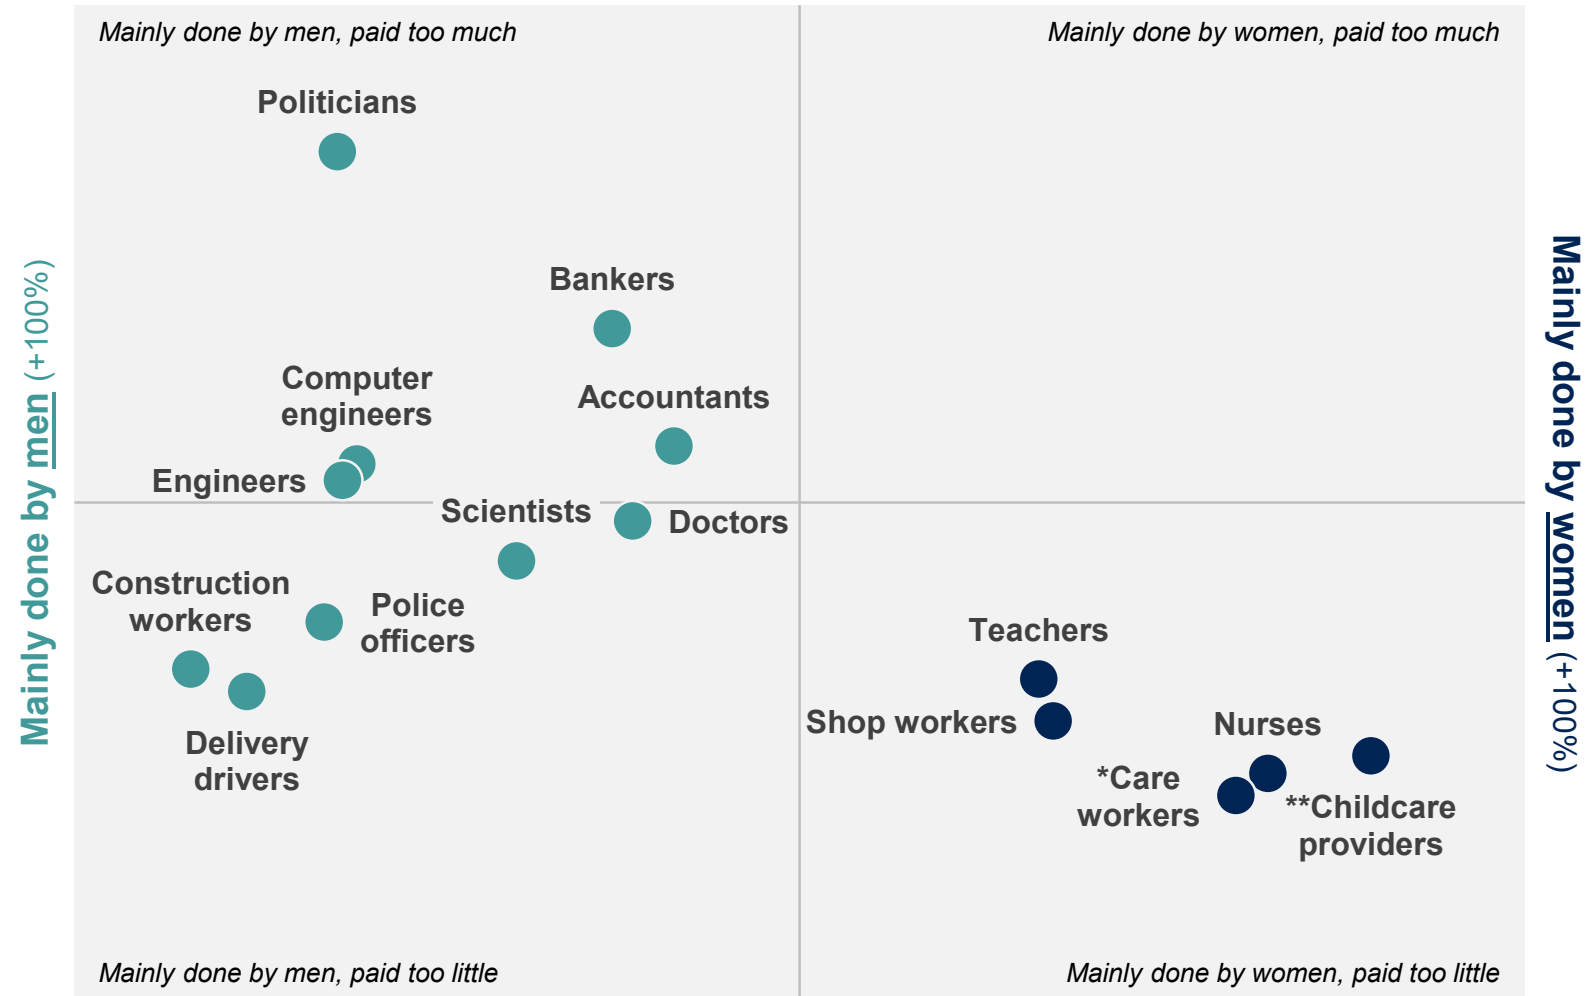 Mainly done by men, paid too much
Mainly done by women, paid too much
Politicians
Bankers
Computer
engineers
Accountants
Engineers
Scientists
Doctors
Construction
workers
Police
officers
Delivery
drivers
Teachers
Shop workers
Nurses
*Care
workers
**Childcare
providers
Mainly done by men (+100%)
Mainly done by women (+100%)
Mainly done by men, paid too little
Mainly done by women, paid too little